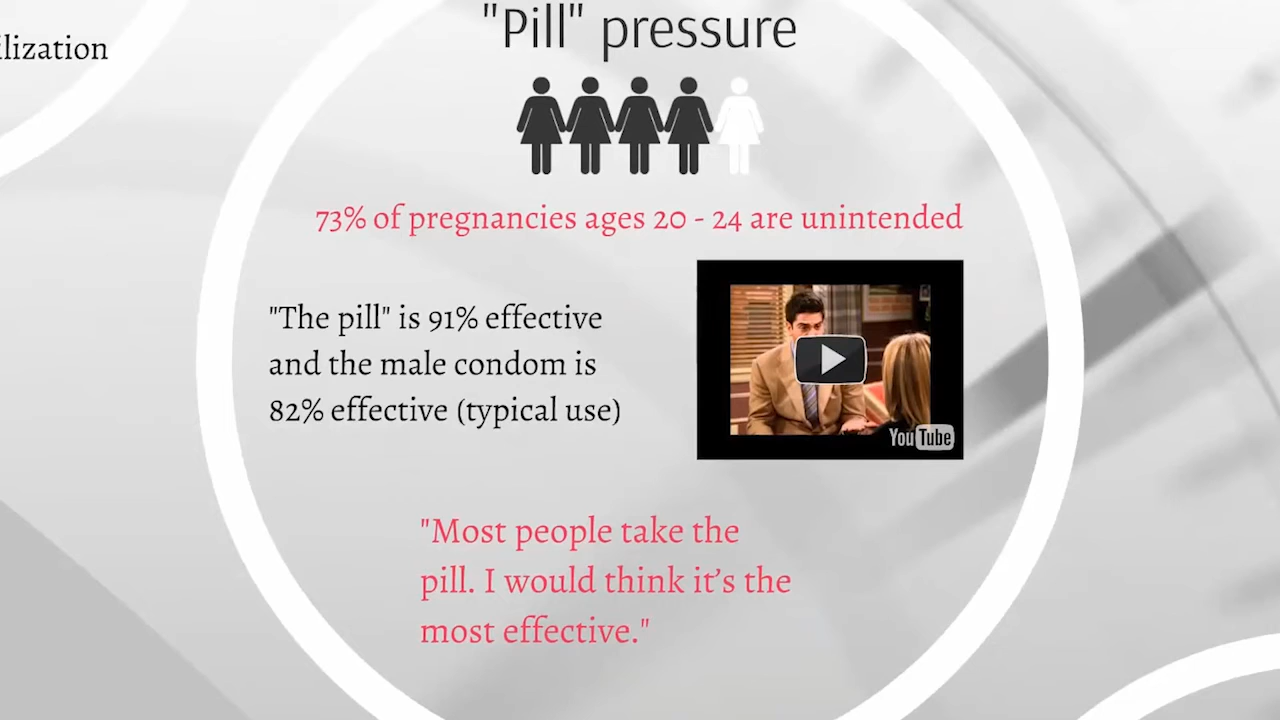 "Pill" pressure
ilization
73% of pregnancies ages 20 - 24 are unintended
"The pill" is 91% effective
and the male condom is
82% effective (typical use)
YouTube
"Most people take the
pill. I would think it’s the
most effective."